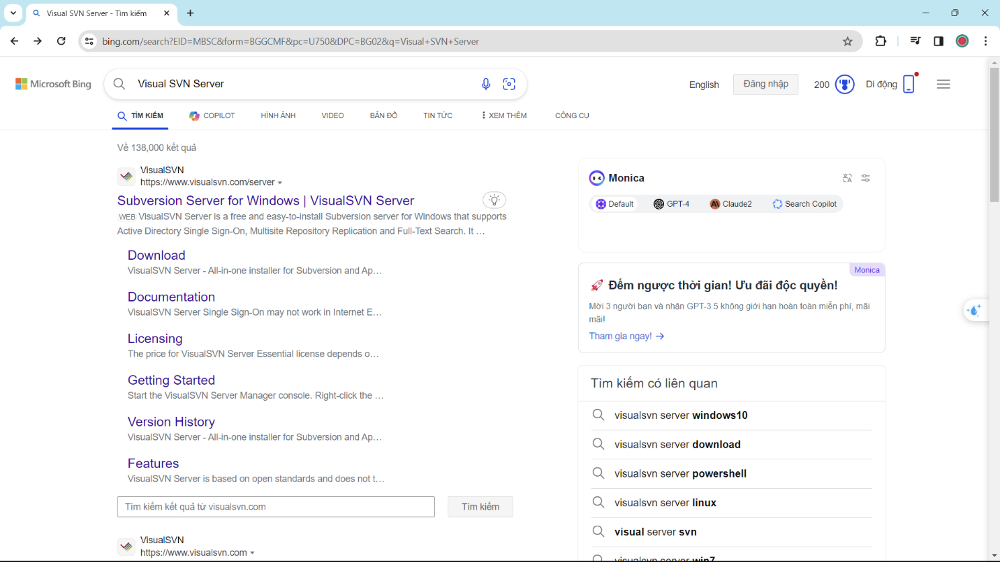 Visual SVN Server - Tìm kiếm
bing.com/search?EID=MBSC&form=BGGCMF&pc=U750&DPC=BG02&q=Visual+SVN+Server
Microsoft Bing
Visual SVN Server
English
Đăng nhập
200
Di động
TÌM KIẾM
COPILOT
HÌNH ẢNH
VIDEO
BẢN ĐỒ
TIN TỨC
XEM THÊM
CÔNG CỤ
Về 138,000 kết quả
VisualSVN
https://www.visualsvn.com/server
Subversion Server for Windows | VisualSVN Server
WEB VisualSVN Server is a free and easy-to-install Subversion server for Windows that supports
Active Directory Single Sign-On, Multisite Repository Replication and Full-Text Search. It …
Download
VisualSVN Server - All-in-one installer for Subversion and Ap…
Documentation
VisualSVN Server Single Sign-On may not work in Internet E…
Licensing
The price for VisualSVN Server Essential license depends o…
Getting Started
Start the VisualSVN Server Manager console. Right-click the …
Version History
VisualSVN Server - All-in-one installer for Subversion and Ap…
Features
VisualSVN Server is based on open standards and does not t…
Tìm kiếm kết quả từ visualsvn.com
Tìm kiếm
VisualSVN
https://www.visualsvn.com
Monica
Default
GPT-4
Claude2
Search Copilot
Monica
🚀 Đếm ngược thời gian! Ưu đãi độc quyền!
Mời 3 người bạn và nhận GPT-3.5 không giới hạn hoàn toàn miễn phí, mãi
mãi!
Tham gia ngay! →
Tìm kiếm có liên quan
visualsvn server windows10
visualsvn server download
visualsvn server powershell
visualsvn server linux
visual server svn
visualsvn server win7